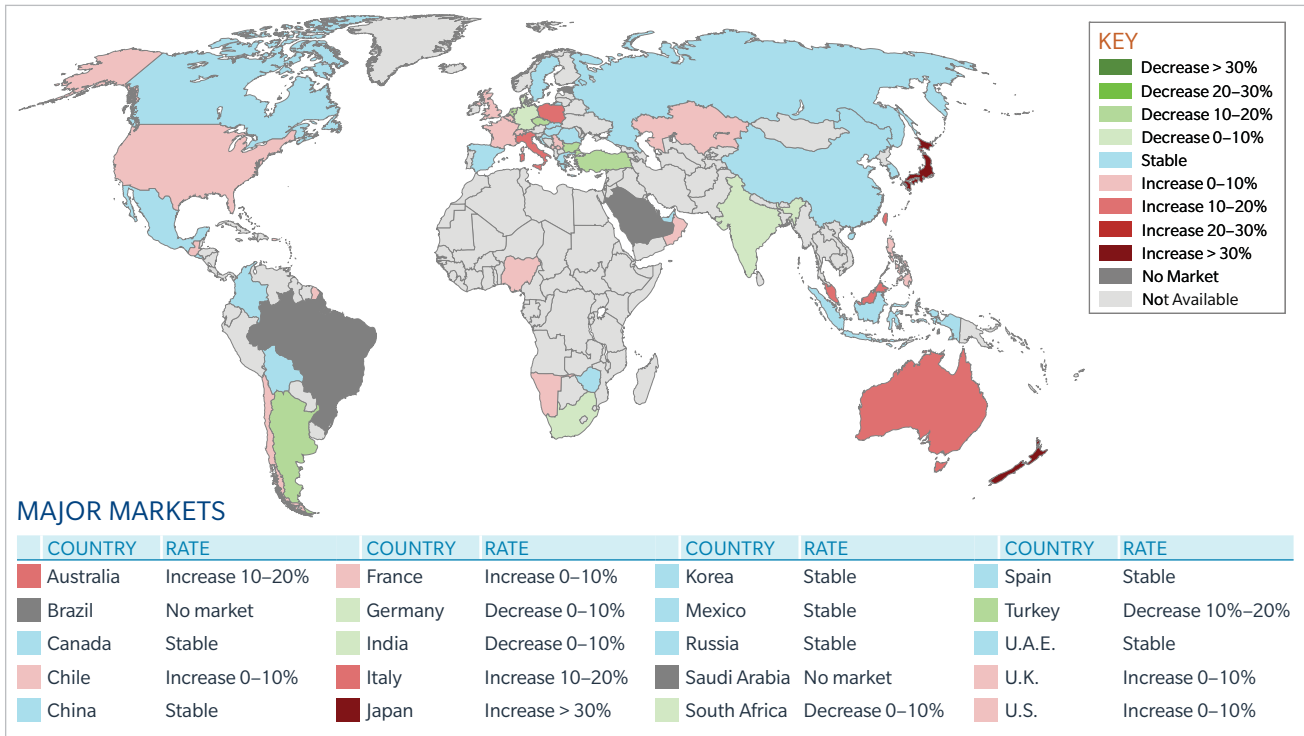 KEY
Decrease > 30%
Decrease 20–30%
Decrease 10–20%
Decrease 0–10%
Stable
Increase 0–10%
Increase 10–20%
Increase 20–30%
Increase > 30%
No Market
Not Available
MAJOR MARKETS
COUNTRY RATE COUNTRY RATE COUNTRY RATE COUNTRY RATE
Australia Increase 10–20% France Increase 0–10% Korea Stable Spain Stable
Brazil No market Germany Decrease 0–10% Mexico Stable Turkey Decrease 10%–20%
Canada Stable India Decrease 0–10% Russia Stable U.A.E. Stable
Chile Increase 0–10% Italy Increase 10–20% Saudi Arabia No market U.K. Increase 0–10%
China Stable Japan Increase > 30% South Africa Decrease 0–10% U.S. Increase 0–10%